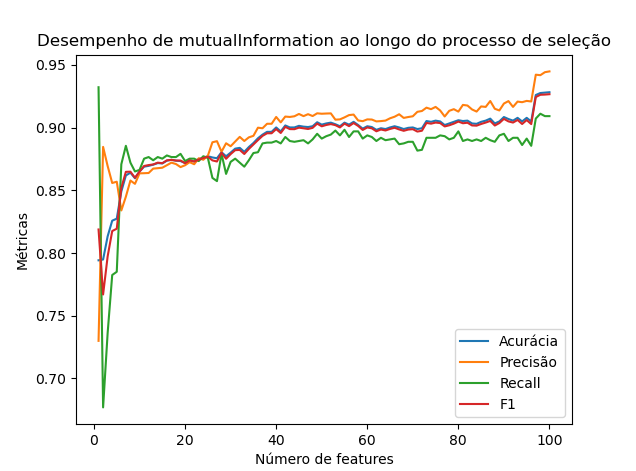 Desempenho de mutualInformation ao longo do processo de seleção
0.95
0.90
0.85
0.80
0.75
0.70
Métricas
0
20
40
60
80
100
Número de features
Acurácia
Precisão
Recall
F1